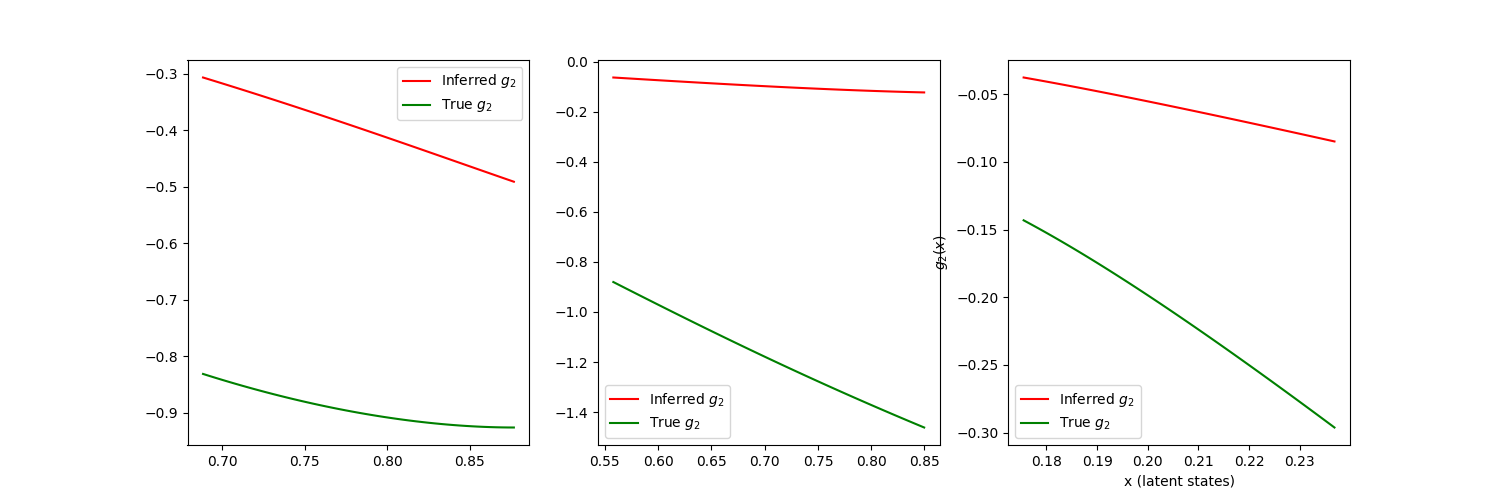 −0.3
−0.4
−0.5
−0.6
−0.7
−0.8
−0.9
0.70 0.75 0.80 0.85
Inferred g₂
True g₂
0.0
−0.2
−0.4
−0.6
−0.8
−1.0
−1.2
−1.4
0.55 0.60 0.65 0.70 0.75 0.80 0.85
Inferred g₂
True g₂
g₂(x)
−0.05
−0.10
−0.15
−0.20
−0.25
−0.30
0.18 0.19 0.20 0.21 0.22 0.23
x (latent states)
Inferred g₂
True g₂